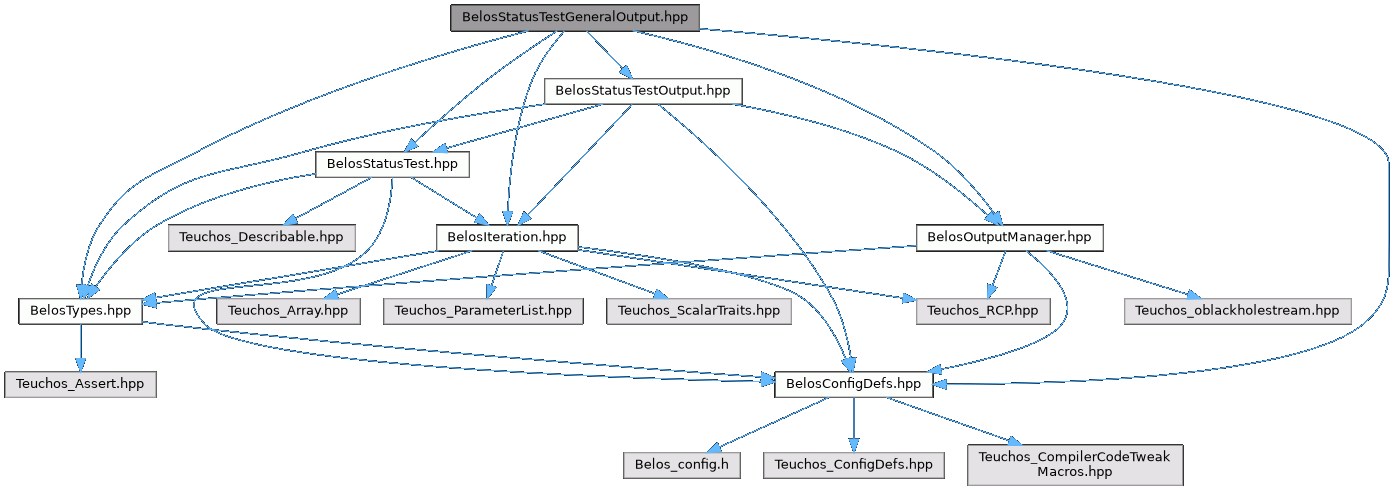 BelosStatusTestGeneralOutput.hpp
BelosStatusTestOutput.hpp
BelosStatusTest.hpp
Teuchos_Describable.hpp
BelosIteration.hpp
BelosOutputManager.hpp
BelosTypes.hpp
Teuchos_Array.hpp
Teuchos_ParameterList.hpp
Teuchos_ScalarTraits.hpp
Teuchos_RCP.hpp
Teuchos_oblackholestream.hpp
Teuchos_Assert.hpp
BelosConfigDefs.hpp
Belos_config.h
Teuchos_ConfigDefs.hpp
Teuchos_CompilerCodeTweak
Macros.hpp